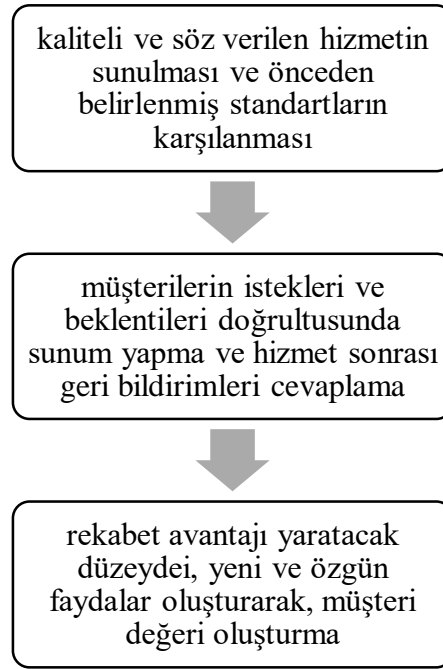 kaliteli ve söz verilen hizmetin
sunulması ve önceden
belirlenmiş standartların
karşılanması
müşterilerin istekleri ve
beklentileri doğrultusunda
sunum yapma ve hizmet sonrası
geri bildirimleri cevaplama
rekabet avantajı yaratacak
düzeydei, yeni ve özgün
faydalar oluşturarak, müşteri
değeri oluşturma